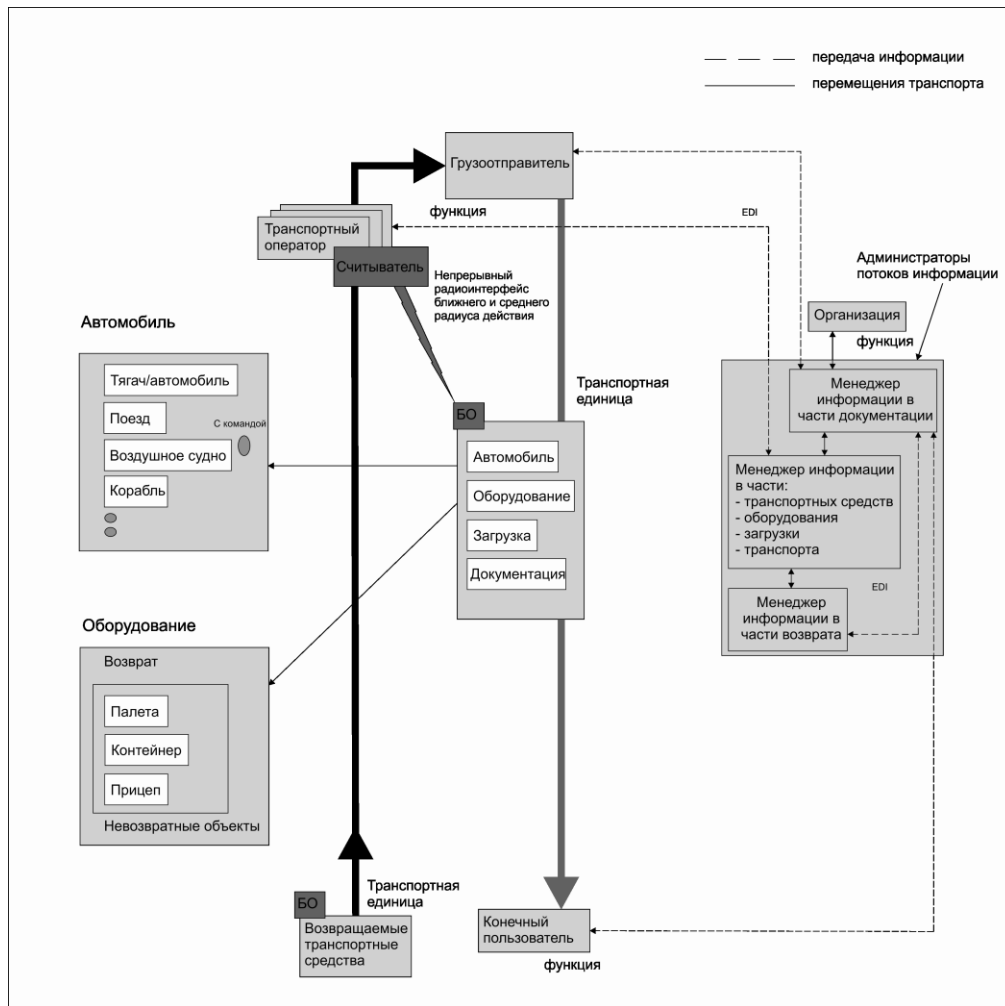 передача информации
перемещения транспорта
Грузоотправитель
функция
Транспортный
оператор
Считыватель
EDI
Непрерывный
радиоинтерфейс
ближнего и среднего
радиуса действия
Администраторы
потоков информации
Организация
функция
Автомобиль
Тягач/автомобиль
Поезд
С командой
Воздушное судно
Корабль
Транспортная
единица
БО
Автомобиль
Оборудование
Загрузка
Документация
Менеджер
информации в
части документации
Менеджер информации
в части:
- транспортных средств
- оборудования
- загрузки
- транспорта
EDI
Менеджер
информации в
части возврата
Оборудование
Возврат
Палета
Контейнер
Прицеп
Невозвратные объекты
Транспортная
единица
БО
Возвращаемые
транспортные
средства
Конечный
пользователь
функция